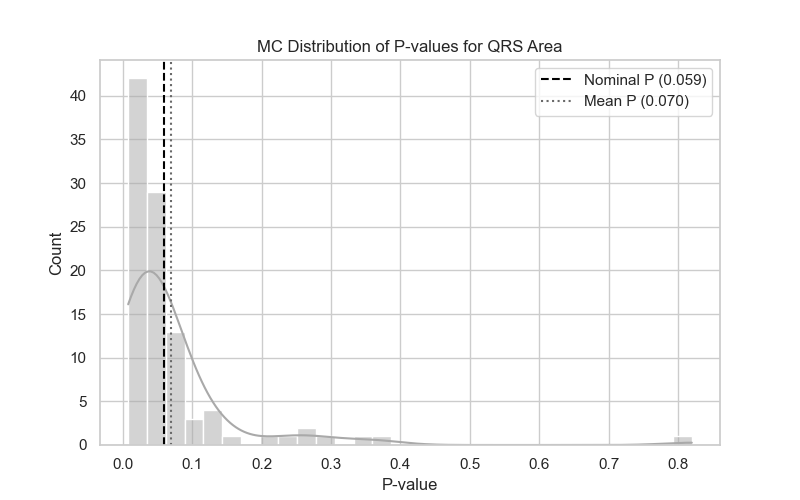 MC Distribution of P-values for QRS Area
Nominal P (0.059)
Mean P (0.070)
Count
40
35
30
25
20
15
10
5
0
0.0 0.1 0.2 0.3 0.4 0.5 0.6 0.7 0.8
P-value